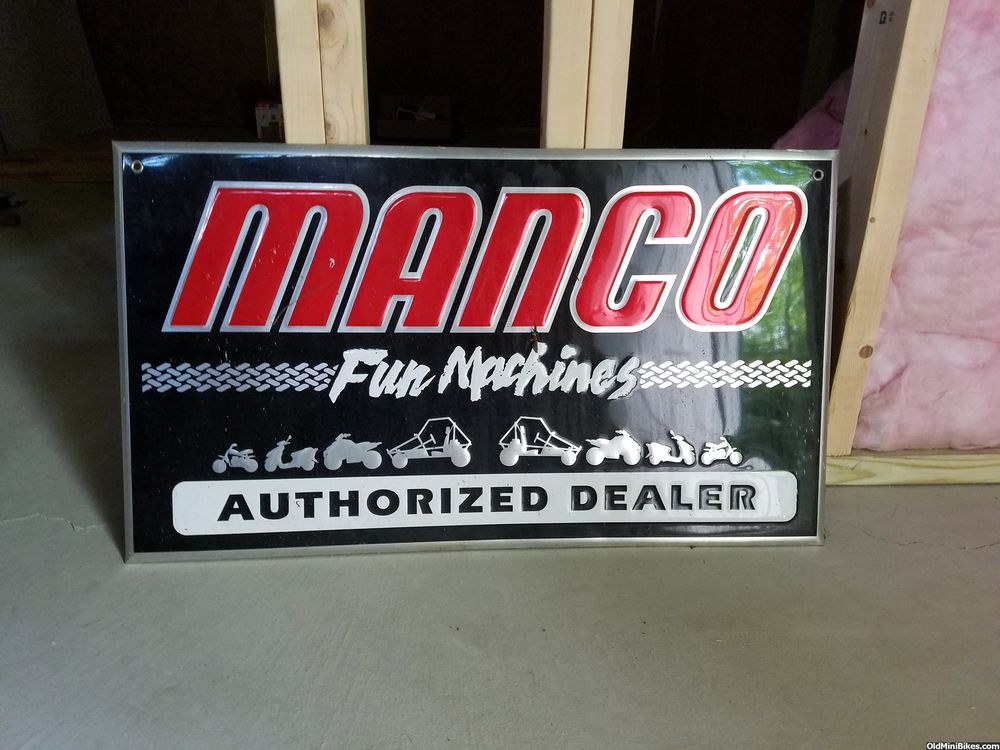 MANCO
Fun Machines
AUTHORIZED DEALER
OldMiniBikes.com